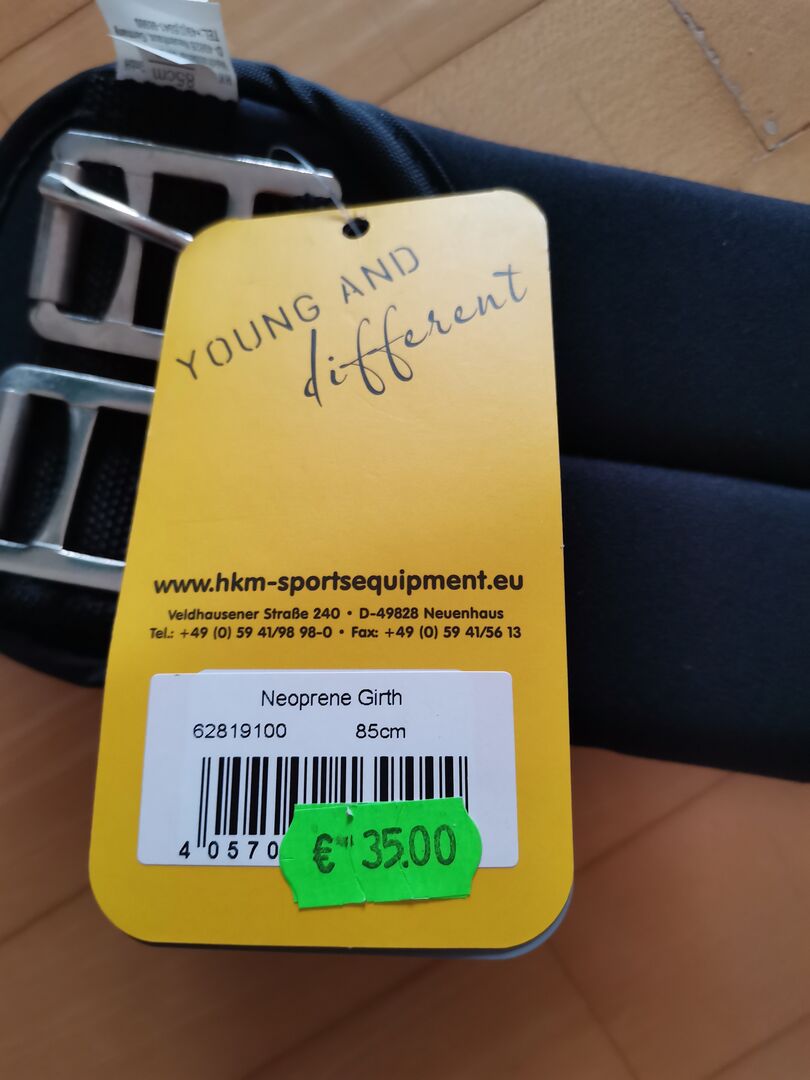 85cm
YOUNG AND
different
www.hkm-sportsequipment.eu
Veldhausener Straße 240 • D-49828 Neuenhaus
Tel.: +49 (0) 59 41/98 98-0 • Fax: +49 (0) 59 41/56 13
Neoprene Girth
62819100 85cm
4 0570
€ 35.00